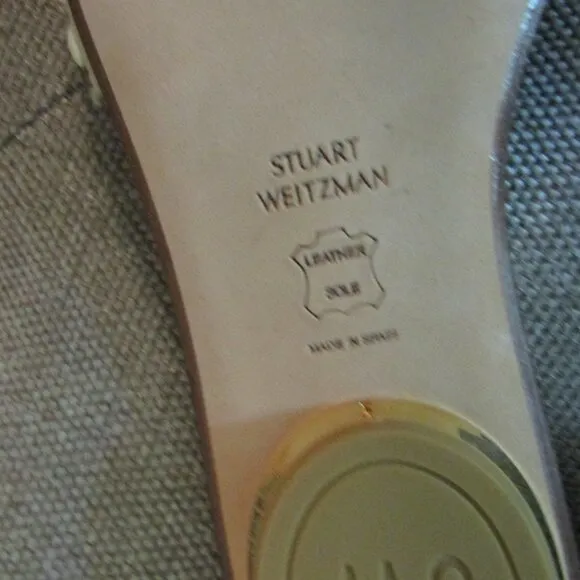 STUART
WEITZMAN
LEATHER
SOLE
MADE IN SPAIN